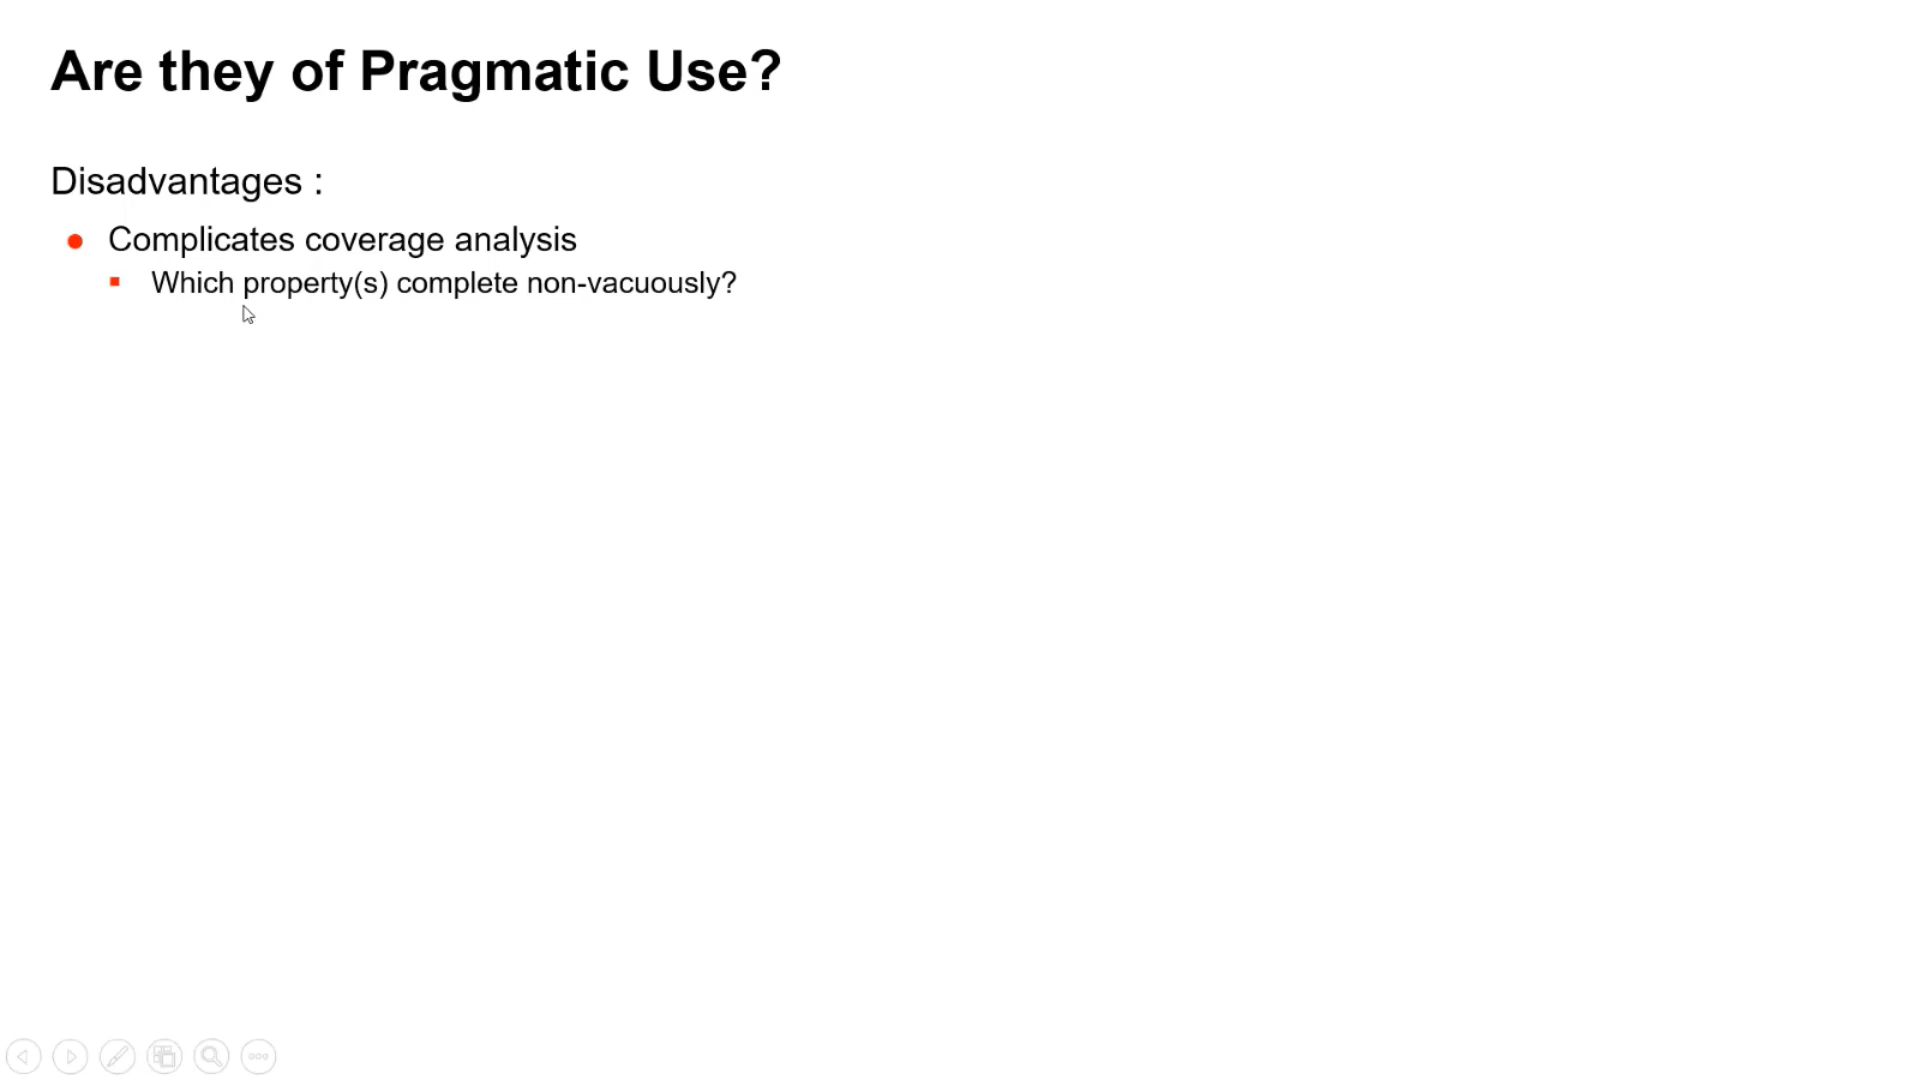 Are they of Pragmatic Use?
Disadvantages :
Complicates coverage analysis
Which property(s) complete non-vacuously?